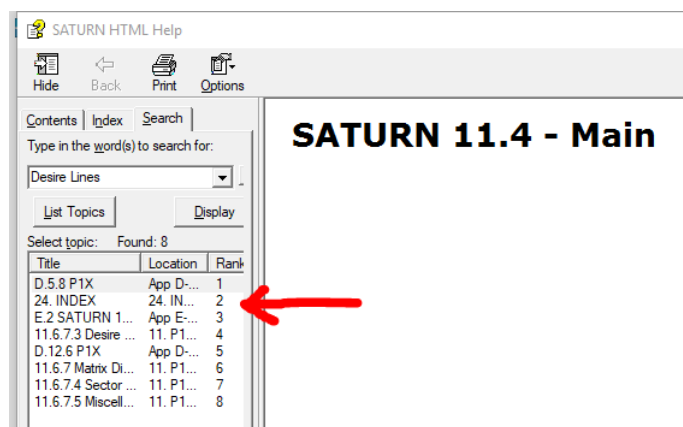 SATURN HTML Help
Hide Back Print Options
Contents Index Search
SATURN 11.4 - Main
Type in the word(s) to search for:
Desire Lines
List Topics Display
Select topic: Found: 8
Title Location Rank
D.5.8 P1X App D-... 1
24. INDEX 24. IN... 2
E.2 SATURN 1... App E-... 3
11.6.7.3 Desire ... 11. P1... 4
D.12.6 P1X App D-... 5
11.6.7 Matrix Di... 11. P1... 6
11.6.7.4 Sector ... 11. P1... 7
11.6.7.5 Miscell... 11. P1... 8